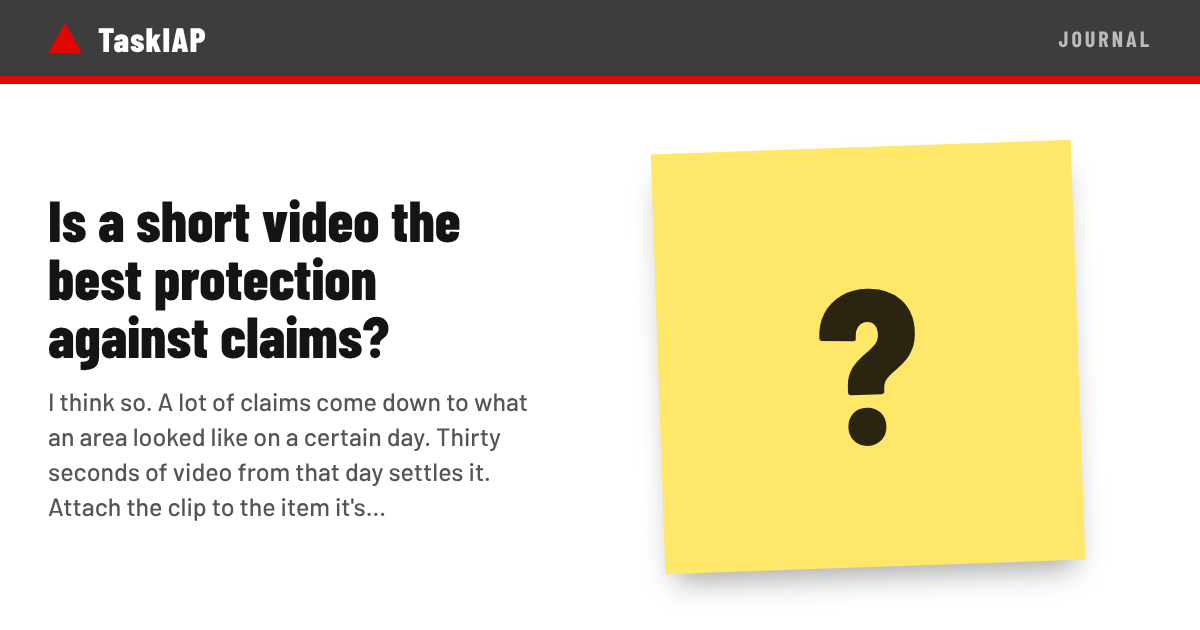 TaskIAP
JOURNAL
Is a short video the
best protection
against claims?
I think so. A lot of claims come down to what
an area looked like on a certain day. Thirty
seconds of video from that day settles it.
Attach the clip to the item it's...
?